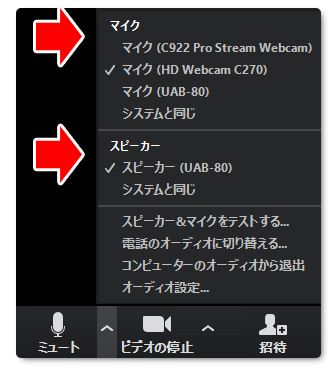 マイク
マイク (C922 Pro Stream Webcam)
✓ マイク (HD Webcam C270)
マイク (UAB-80)
システムと同じ
スピーカー
✓ スピーカー (UAB-80)
システムと同じ
スピーカー&マイクをテストする...
電話のオーディオに切り替える...
コンピューターのオーディオから退出
オーディオ設定...
ミュート ビデオの停止 招待